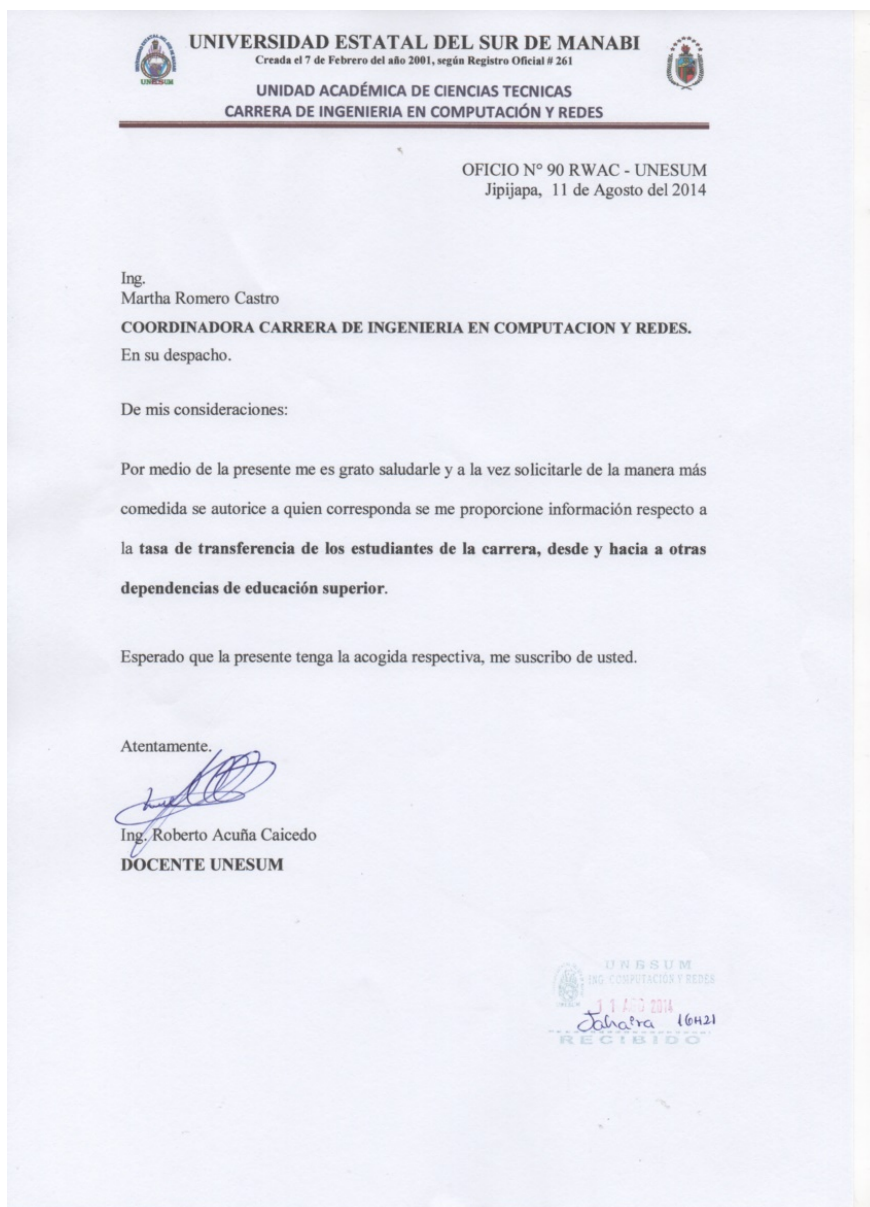 UNIVERSIDAD ESTATAL DEL SUR DE MANABI
Creada el 7 de Febrero del año 2001, según Registro Oficial # 261
UNIDAD ACADÉMICA DE CIENCIAS TECNICAS
CARRERA DE INGENIERIA EN COMPUTACIÓN Y REDES
UNESUM
OFICIO N° 90 RWAC - UNESUM
Jipijapa, 11 de Agosto del 2014
Ing.
Martha Romero Castro
COORDINADORA CARRERA DE INGENIERIA EN COMPUTACION Y REDES.
En su despacho.
De mis consideraciones:
Por medio de la presente me es grato saludarle y a la vez solicitarle de la manera más
comedida se autorice a quien corresponda se me proporcione información respecto a
la tasa de transferencia de los estudiantes de la carrera, desde y hacia a otras
dependencias de educación superior.
Esperado que la presente tenga la acogida respectiva, me suscribo de usted.
Atentamente.
Ing. Roberto Acuña Caicedo
DOCENTE UNESUM
UNESUM
ING. COMPUTACIÓN Y REDES
11 AGO 2014
Jahaira 16H21
RECIBIDO